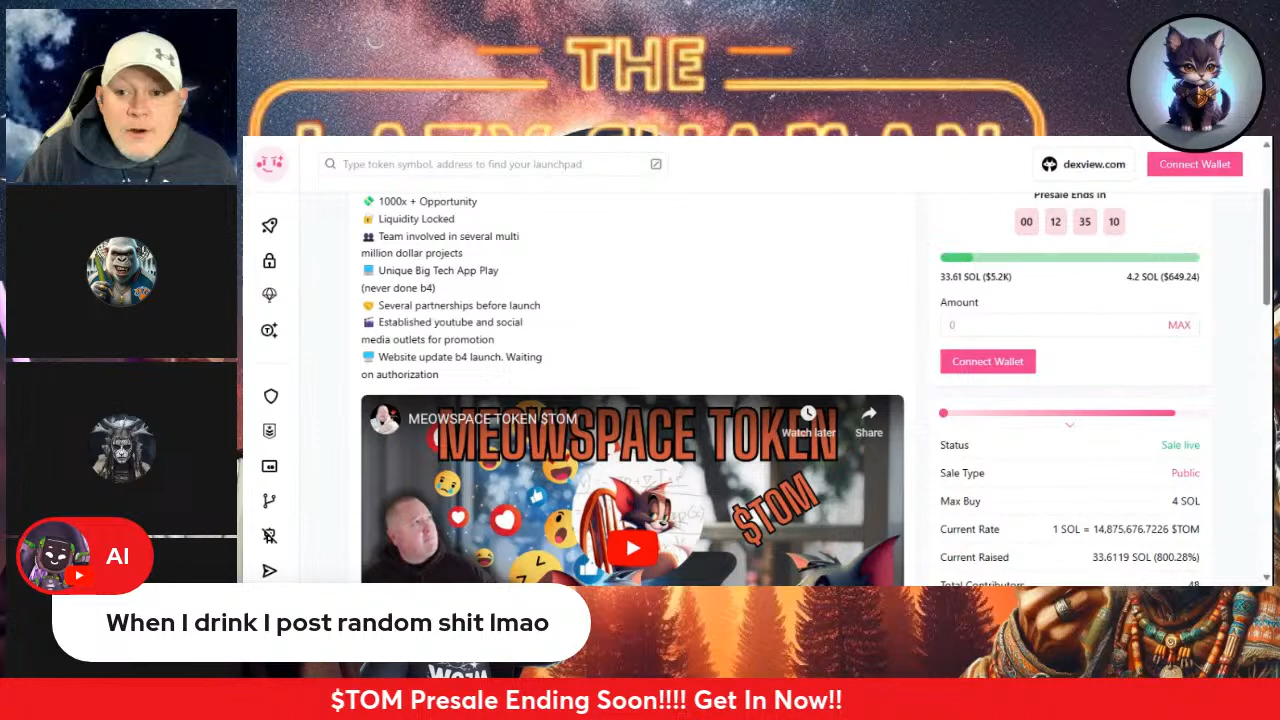 THE
LAZY SHAMAN
Type token symbol, address to find your launchpad
dexview.com
Connect Wallet
1000x + Opportunity
Liquidity Locked
Team involved in several multi
million dollar projects
Unique Big Tech App Play
(never done b4)
Several partnerships before launch
Established youtube and social
media outlets for promotion
Website update b4 launch. Waiting
on authorization
Presale Ends In
00 12 35 10
33.61 SOL ($5.2K) 4.2 SOL ($649.24)
Amount
0 MAX
Connect Wallet
Status Sale live
Sale Type Public
Max Buy 4 SOL
Current Rate 1 SOL = 14,875,676.7226 $TOM
Current Raised 33.6119 SOL (800.28%)
Total Contributors 48
MEOWSPACE TOKEN $TOM
Watch later Share
MEOWSPACE TOKEN
$TOM
AI
When I drink I post random shit lmao
$TOM Presale Ending Soon!!!! Get In Now!!